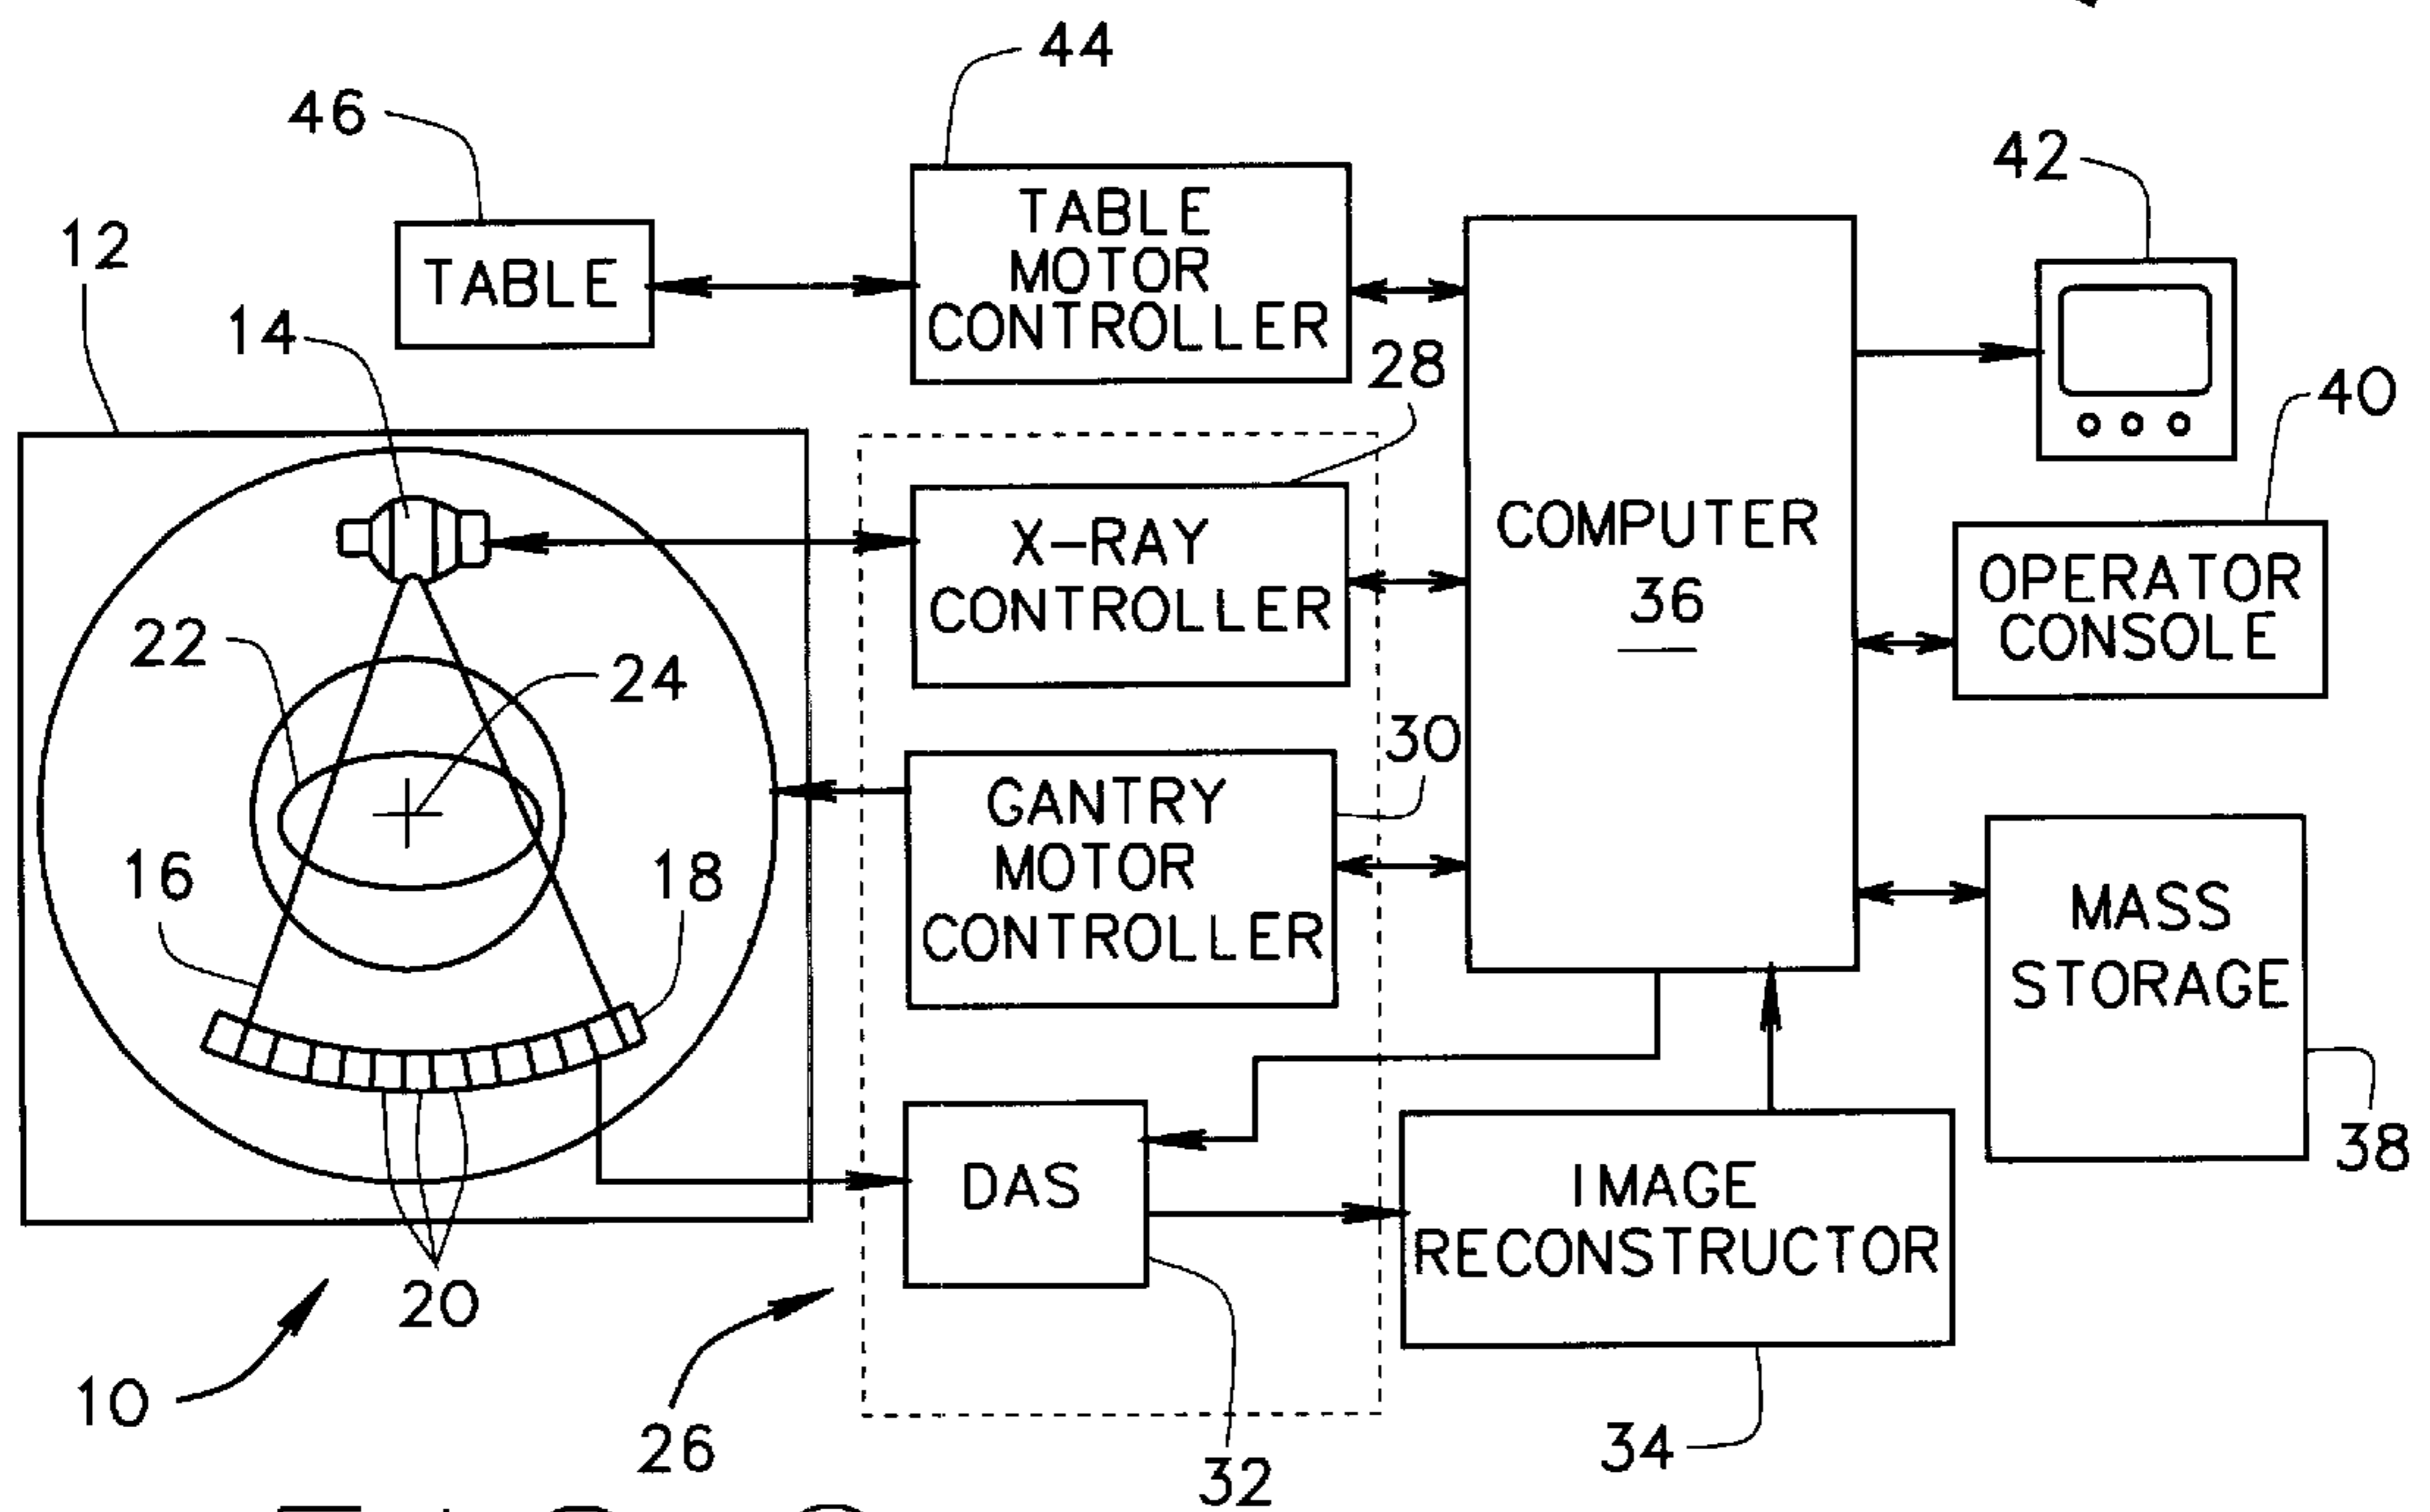 44
46
42
12
TABLE
MOTOR
CONTROLLER
TABLE
14
28
40
X-RAY
CONTROLLER
COMPUTER
36
OPERATOR
CONSOLE
22
24
30
GANTRY
MOTOR
CONTROLLER
16
18
MASS
STORAGE
38
DAS
IMAGE
RECONSTRUCTOR
20
10
26
32
34